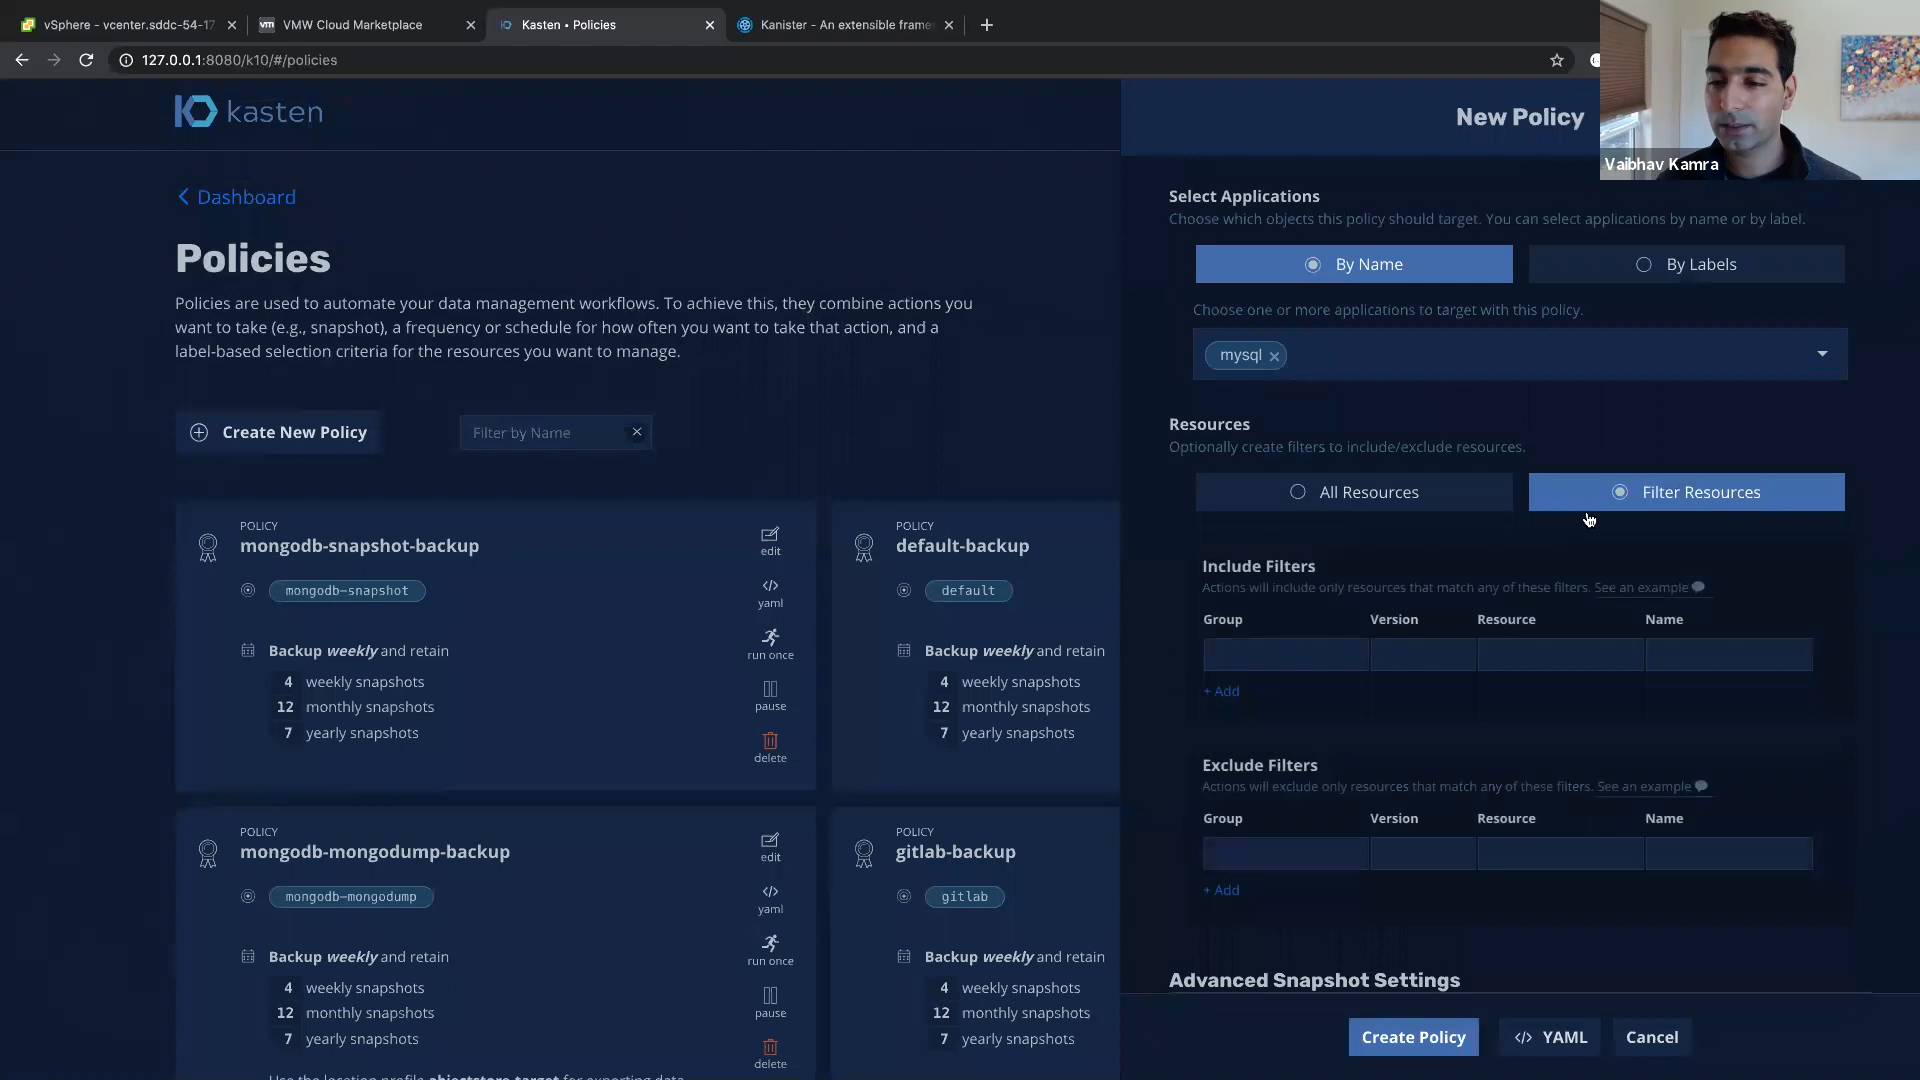 vSphere - vcenter.sddc-54-17
VMW Cloud Marketplace
Kasten • Policies
Kanister - An extensible frame
127.0.0.1:8080/k10/#/policies
kasten
Dashboard
Policies
Policies are used to automate your data management workflows. To achieve this, they combine actions you
want to take (e.g., snapshot), a frequency or schedule for how often you want to take that action, and a
label-based selection criteria for the resources you want to manage.
Create New Policy
Filter by Name
POLICY
mongodb-snapshot-backup
mongodb-snapshot
Backup weekly and retain
4 weekly snapshots
12 monthly snapshots
7 yearly snapshots
edit
yaml
run once
pause
delete
POLICY
default-backup
default
Backup weekly and retain
4 weekly snapshots
12 monthly snapshots
7 yearly snapshots
POLICY
mongodb-mongodump-backup
mongodb-mongodump
Backup weekly and retain
4 weekly snapshots
12 monthly snapshots
7 yearly snapshots
Use the location profile objectstore-target for exporting data
edit
yaml
run once
pause
delete
POLICY
gitlab-backup
gitlab
Backup weekly and retain
4 weekly snapshots
12 monthly snapshots
7 yearly snapshots
New Policy
Vaibhav Kamra
Select Applications
Choose which objects this policy should target. You can select applications by name or by label.
By Name
By Labels
Choose one or more applications to target with this policy.
mysql
Resources
Optionally create filters to include/exclude resources.
All Resources
Filter Resources
Include Filters
Actions will include only resources that match any of these filters. See an example
Group Version Resource Name
+ Add
Exclude Filters
Actions will exclude only resources that match any of these filters. See an example
Group Version Resource Name
+ Add
Advanced Snapshot Settings
Create Policy
</> YAML
Cancel